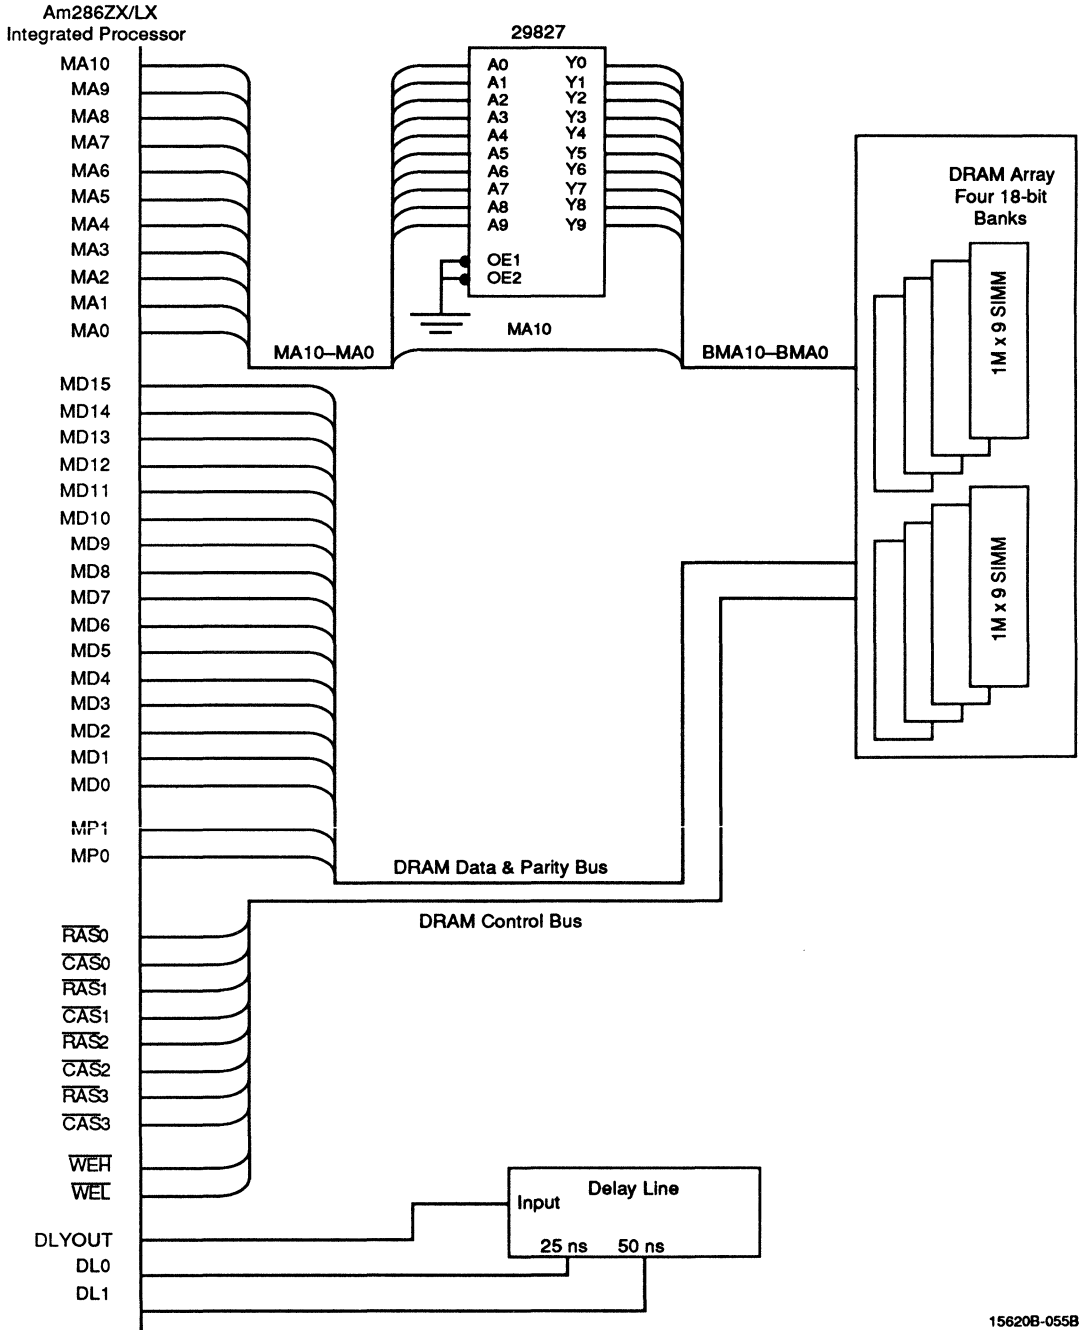 Am286ZX/LX
Integrated Processor
29827
MA10
MA9
MA8
MA7
MA6
MA5
MA4
MA3
MA2
MA1
MA0
A0 Y0
A1 Y1
A2 Y2
A3 Y3
A4 Y4
A5 Y5
A6 Y6
A7 Y7
A8 Y8
A9 Y9
OE1
OE2
MA10
MA10–MA0
BMA10–BMA0
DRAM Array
Four 18-bit
Banks
1M x 9 SIMM
1M x 9 SIMM
MD15
MD14
MD13
MD12
MD11
MD10
MD9
MD8
MD7
MD6
MD5
MD4
MD3
MD2
MD1
MD0
MP1
MP0
DRAM Data & Parity Bus
DRAM Control Bus
RAS0
CAS0
RAS1
CAS1
RAS2
CAS2
RAS3
CAS3
WEH
WEL
DLYOUT
DL0
DL1
Delay Line
Input
25 ns 50 ns
15620B-055B